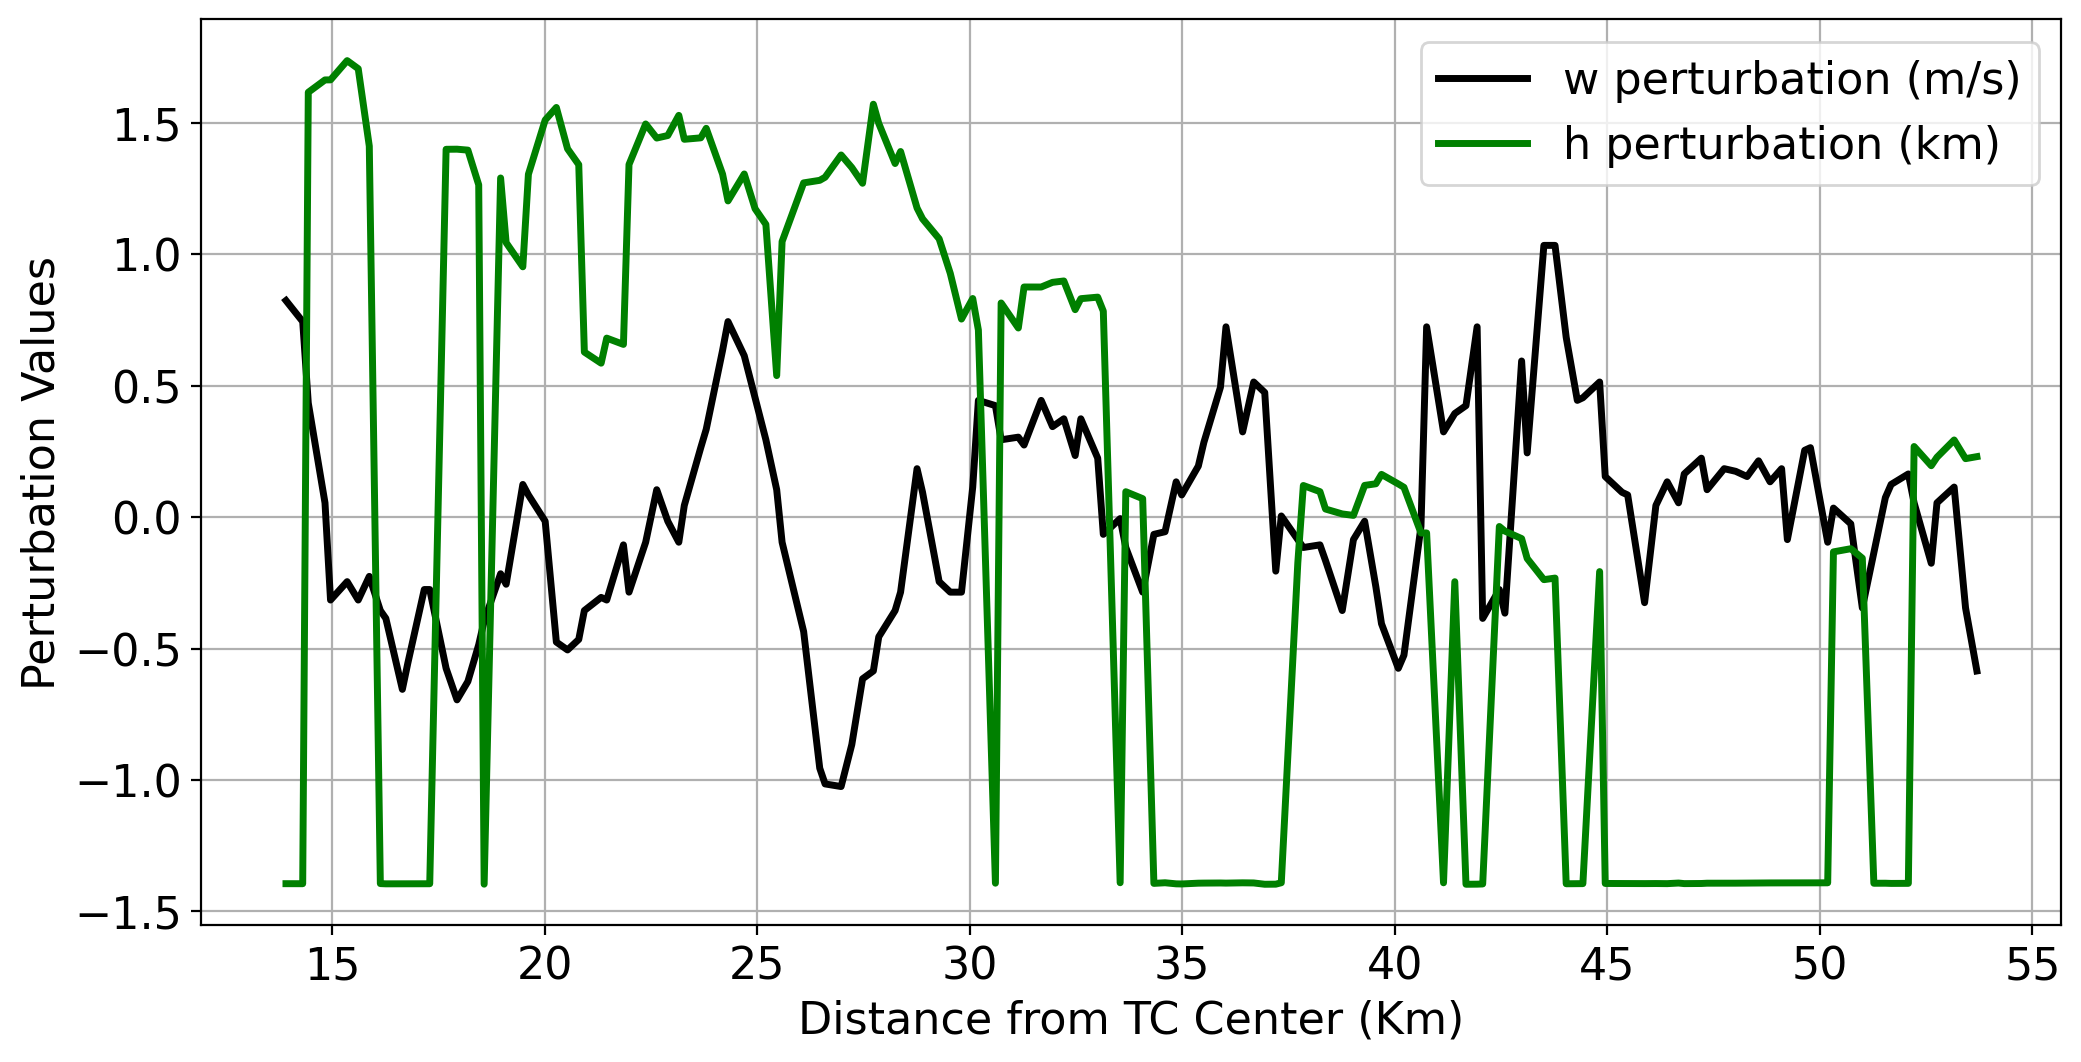 w perturbation (m/s)
h perturbation (km)
Perturbation Values
1.5
1.0
0.5
0.0
−0.5
−1.0
−1.5
15 20 25 30 35 40 45 50 55
Distance from TC Center (Km)